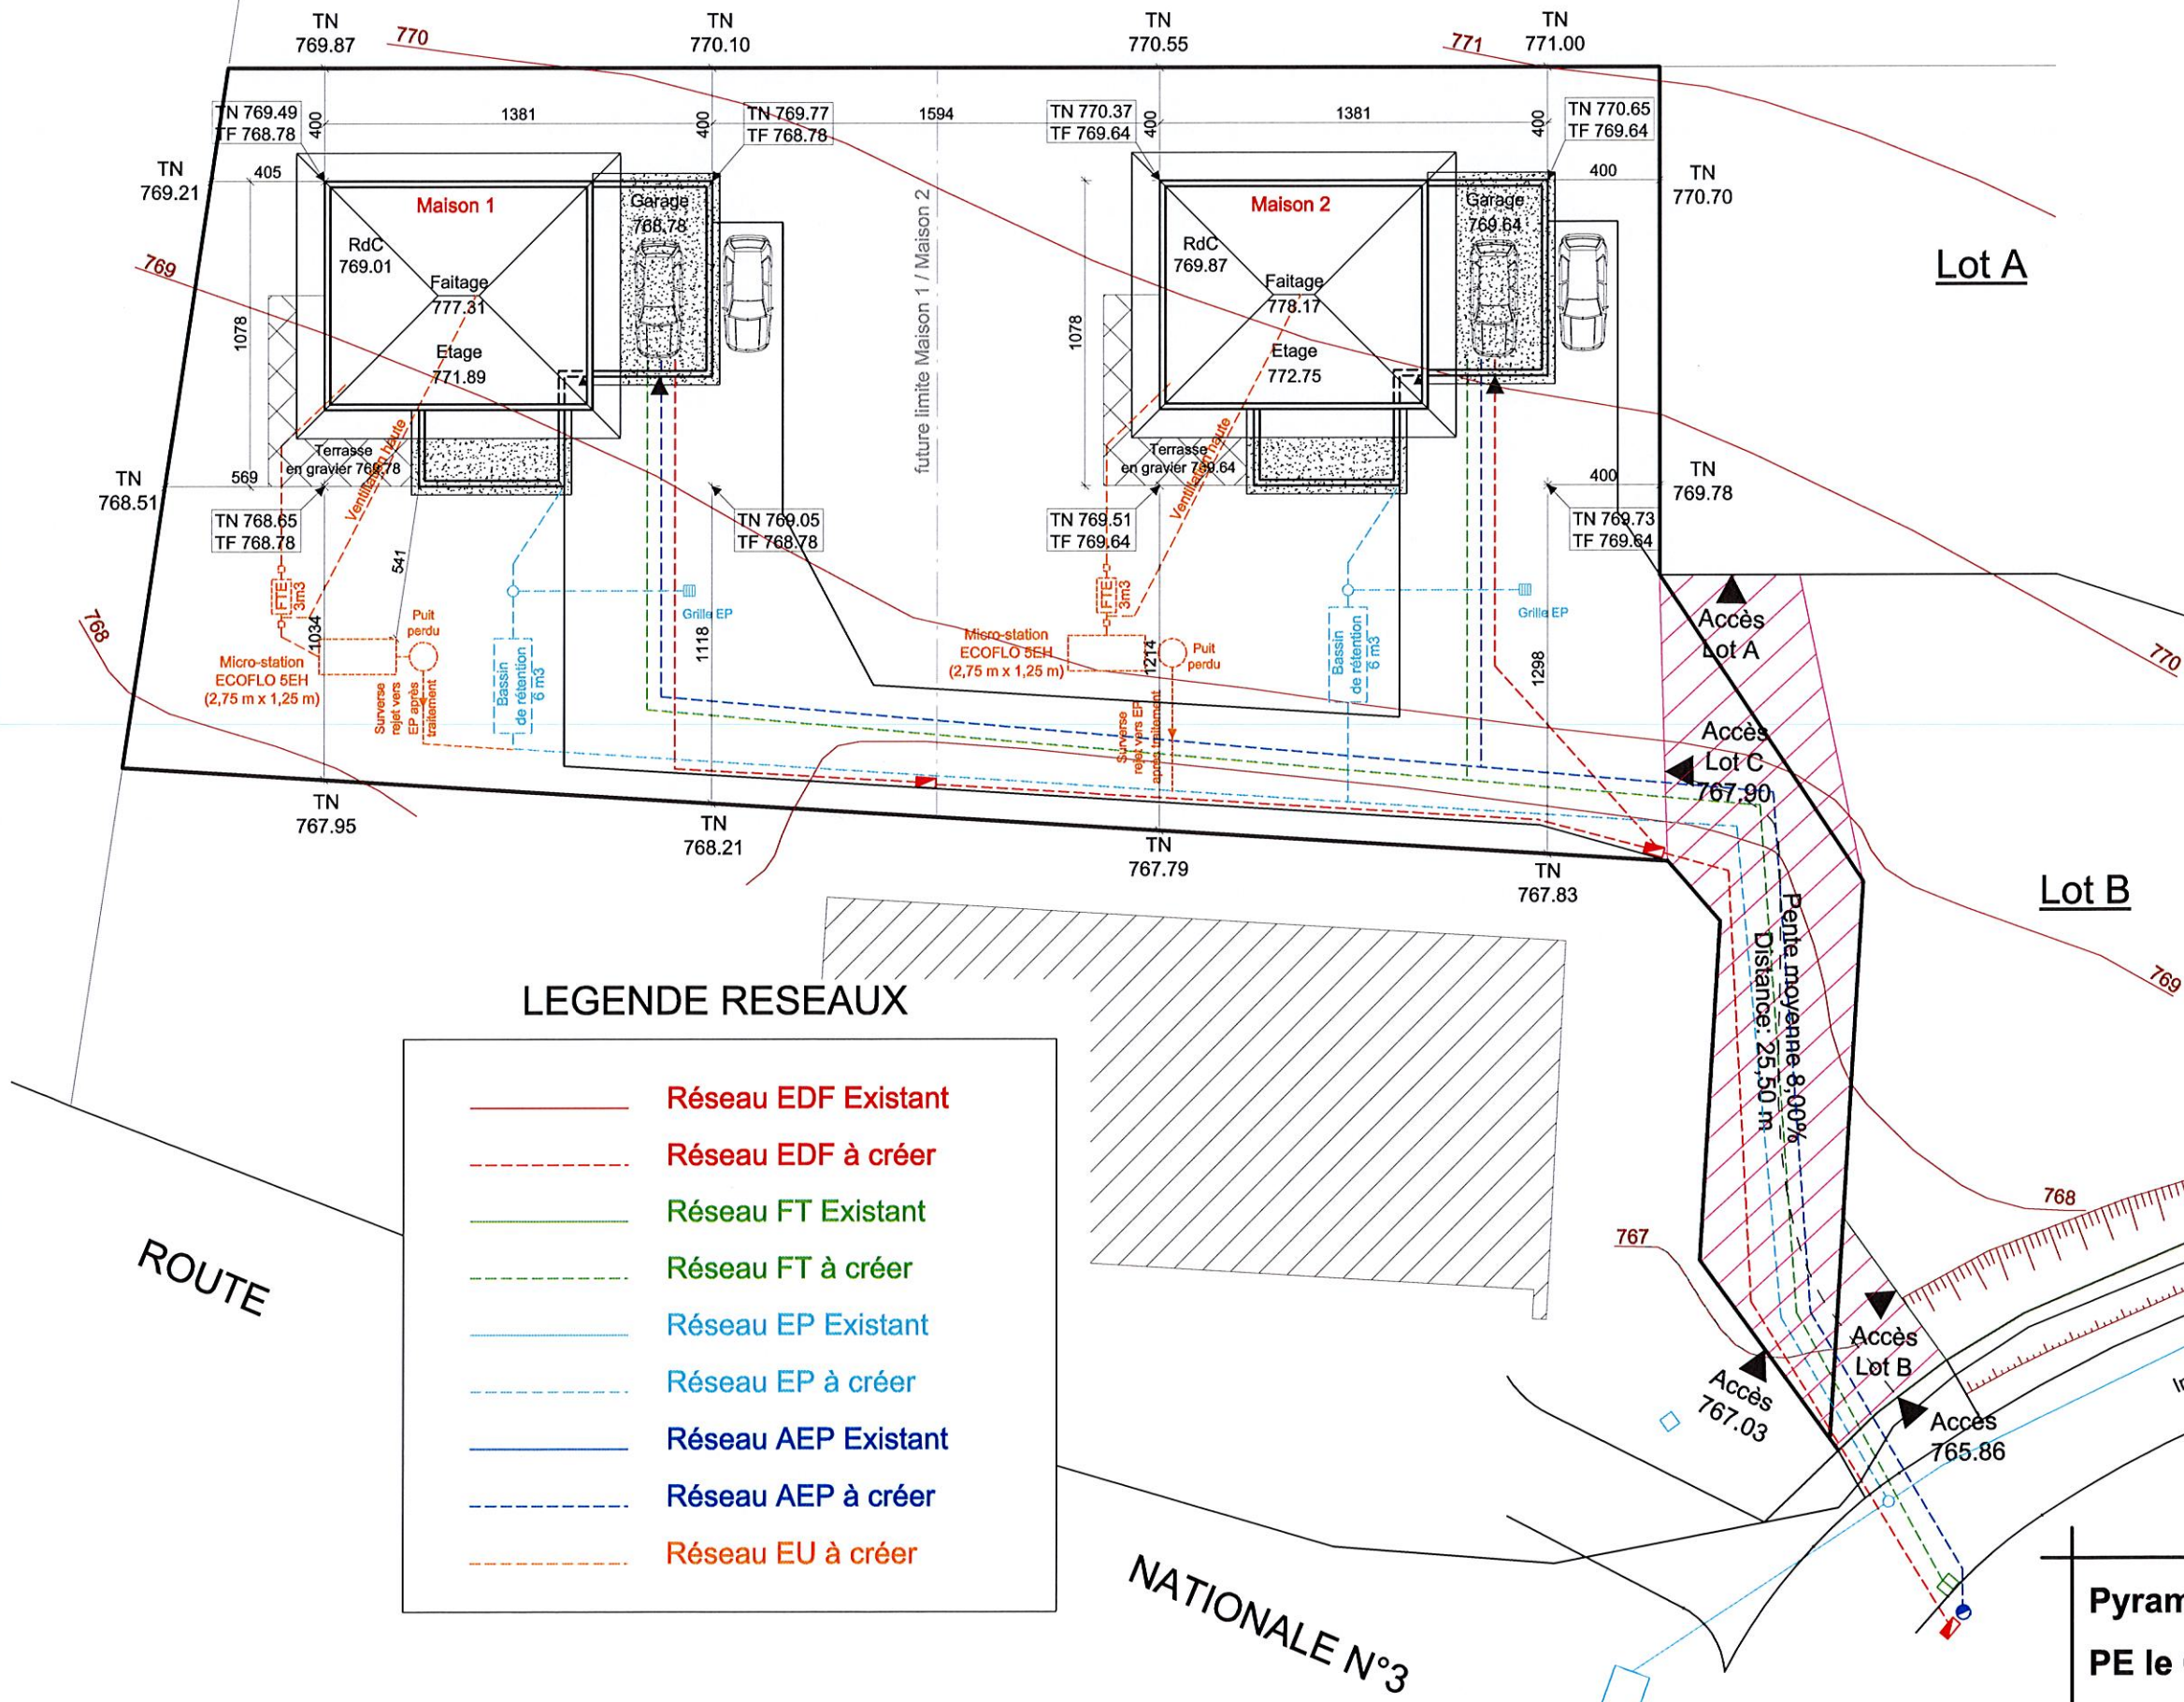 TN
769.87
770
TN
770.10
TN
770.55
771
TN
771.00
TN 769.49
TF 768.78
400
1381
400
TN 769.77
TF 768.78
1594
TN 770.37
TF 769.64
400
1381
400
TN 770.65
TF 769.64
TN
769.21
405
400
TN
770.70
Maison 1
Garage
768.78
RdC
769.01
Faitage
777.31
Etage
771.89
769
1078
future limite Maison 1 / Maison 2
Maison 2
Garage
769.64
RdC
769.87
Faitage
778.17
Etage
772.75
1078
Lot A
Terrasse
en gravier 768.78
Ventilation haute
569
TN
768.51
TN 768.65
TF 768.78
541
TN 769.05
TF 768.78
Terrasse
en gravier 769.64
Ventilation haute
TN 769.51
TF 769.64
400
TN
769.78
TN 769.73
TF 769.64
768
FTE
3m3
1034
Puit
perdu
Micro-station
ECOFLO 5EH
(2,75 m x 1,25 m)
Surverse
rejet vers
EP après
traitement
Bassin
de rétention
6 m3
Grille EP
1118
FTE
3m3
Micro-station
ECOFLO 5EH
(2,75 m x 1,25 m)
1214
Puit
perdu
Surverse
rejet vers EP
après traitement
Bassin
de rétention
6 m3
Grille EP
1298
Accès
Lot A
770
Accès
Lot C
767.90
TN
767.95
TN
768.21
TN
767.79
TN
767.83
Lot B
769
Pente moyenne 8,00%
Distance: 25,50 m
LEGENDE RESEAUX
Réseau EDF Existant
Réseau EDF à créer
Réseau FT Existant
Réseau FT à créer
Réseau EP Existant
Réseau EP à créer
Réseau AEP Existant
Réseau AEP à créer
Réseau EU à créer
768
767
ROUTE
Accès
Lot B
Accès
767.03
Accès
765.86
NATIONALE N°3
Pyram
PE le